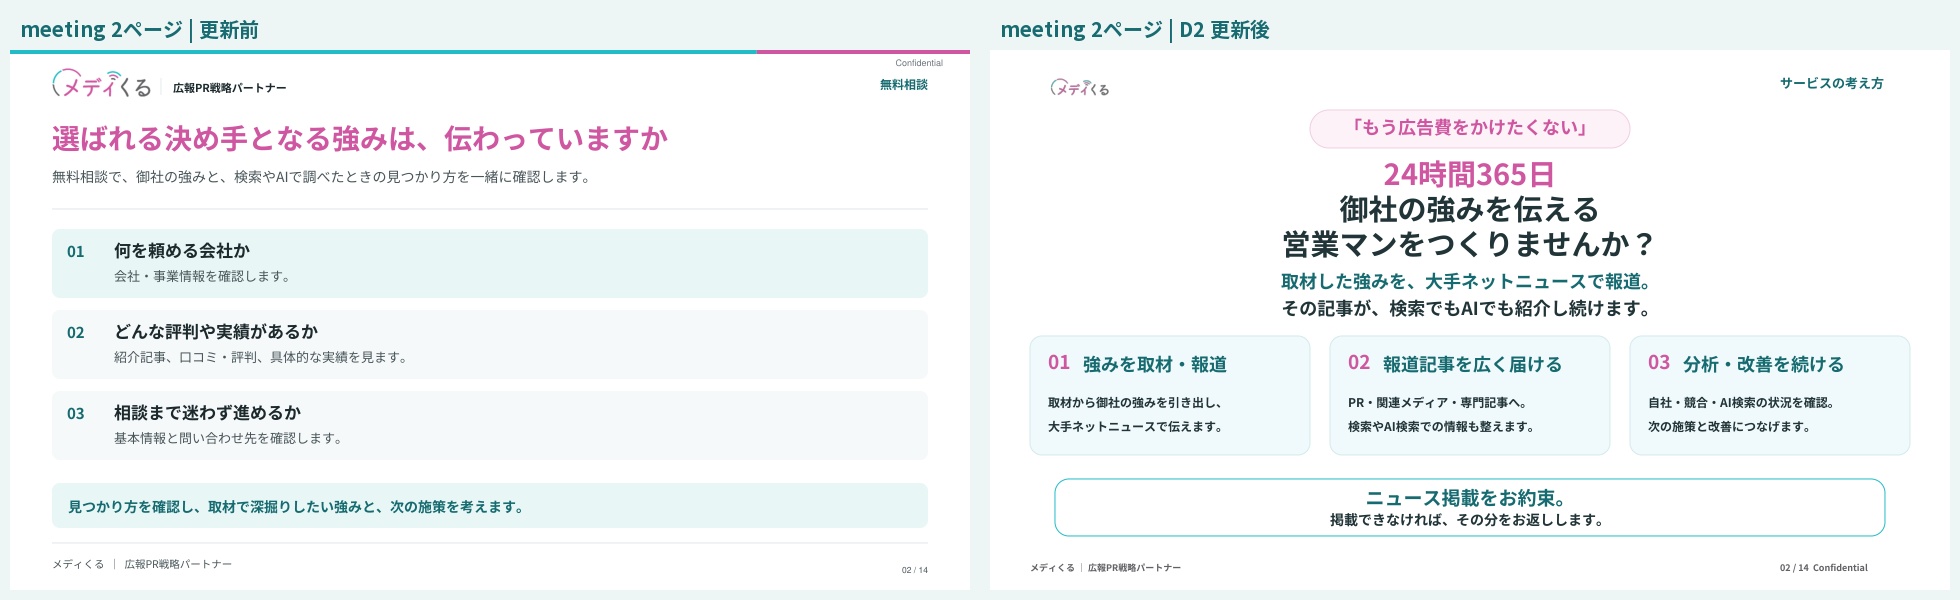 meeting 2ページ | 更新前
Confidential
メディくる
広報PR戦略パートナー
無料相談
選ばれる決め手となる強みは、伝わっていますか
無料相談で、御社の強みと、検索やAIで調べたときの見つかり方を一緒に確認します。
01 何を頼める会社か
会社・事業情報を確認します。
02 どんな評判や実績があるか
紹介記事、口コミ・評判、具体的な実績を見ます。
03 相談まで迷わず進めるか
基本情報と問い合わせ先を確認します。
見つかり方を確認し、取材で深掘りしたい強みと、次の施策を考えます。
メディくる | 広報PR戦略パートナー
02 / 14
meeting 2ページ | D2 更新後
メディくる
サービスの考え方
「もう広告費をかけたくない」
24時間365日
御社の強みを伝える
営業マンをつくりませんか？
取材した強みを、大手ネットニュースで報道。
その記事が、検索でもAIでも紹介し続けます。
01 強みを取材・報道
取材から御社の強みを引き出し、
大手ネットニュースで伝えます。
02 報道記事を広く届ける
PR・関連メディア・専門記事へ。
検索やAI検索での情報も整えます。
03 分析・改善を続ける
自社・競合・AI検索の状況を確認。
次の施策と改善につなげます。
ニュース掲載をお約束。
掲載できなければ、その分をお返しします。
メディくる | 広報PR戦略パートナー
02 / 14 Confidential